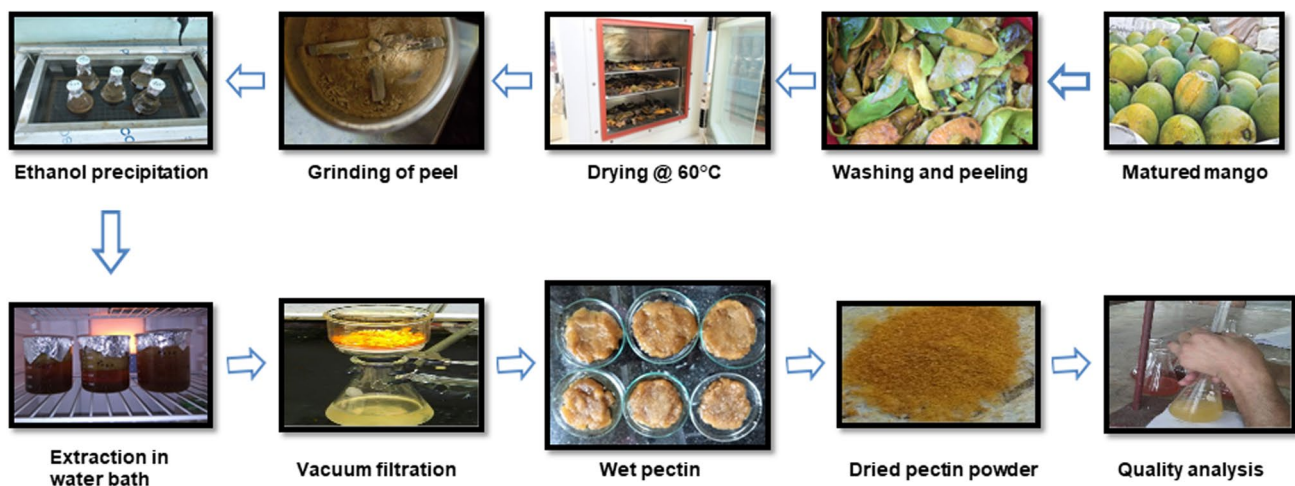 Ethanol precipitation
Grinding of peel
Drying @ 60°C
Washing and peeling
Matured mango
Extraction in
water bath
Vacuum filtration
Wet pectin
Dried pectin powder
Quality analysis